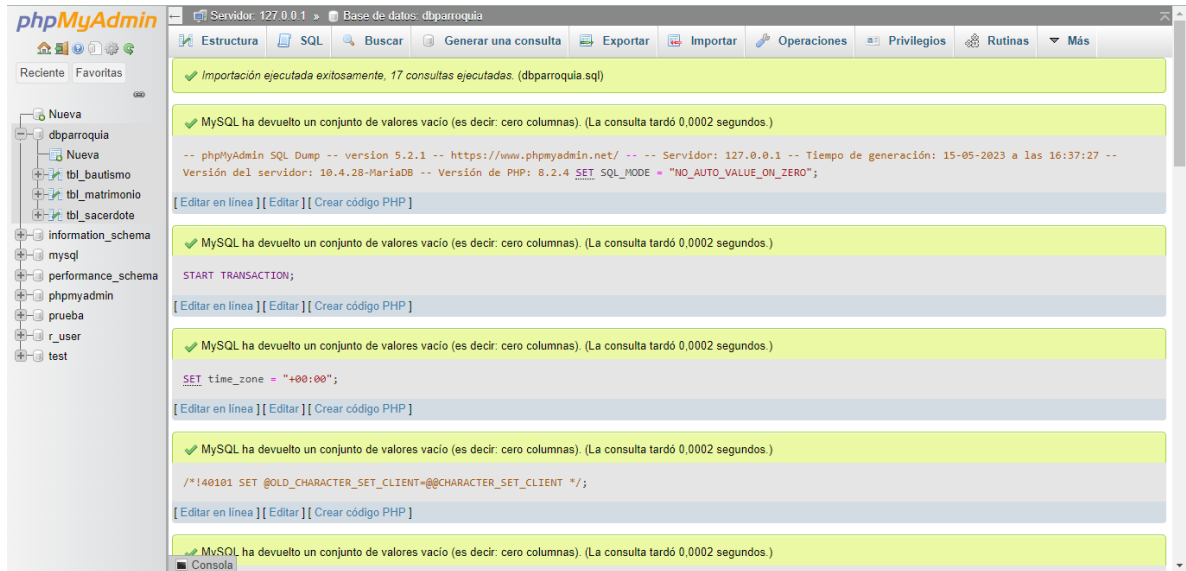 phpMyAdmin
Reciente Favoritas
Nueva
dbparroquia
Nueva
tbl_bautismo
tbl_matrimonio
tbl_sacerdote
information_schema
mysql
performance_schema
phpmyadmin
prueba
r_user
test
Servidor: 127.0.0.1 » Base de datos: dbparroquia
Estructura SQL Buscar Generar una consulta Exportar Importar Operaciones Privilegios Rutinas Más
Importación ejecutada exitosamente, 17 consultas ejecutadas. (dbparroquia.sql)
MySQL ha devuelto un conjunto de valores vacío (es decir: cero columnas). (La consulta tardó 0,0002 segundos.)
-- phpMyAdmin SQL Dump -- version 5.2.1 -- https://www.phpmyadmin.net/ -- -- Servidor: 127.0.0.1 -- Tiempo de generación: 15-05-2023 a las 16:37:27 --
Versión del servidor: 10.4.28-MariaDB -- Versión de PHP: 8.2.4 SET SQL_MODE = "NO_AUTO_VALUE_ON_ZERO";
[ Editar en línea ] [ Editar ] [ Crear código PHP ]
MySQL ha devuelto un conjunto de valores vacío (es decir: cero columnas). (La consulta tardó 0,0002 segundos.)
START TRANSACTION;
[ Editar en línea ] [ Editar ] [ Crear código PHP ]
MySQL ha devuelto un conjunto de valores vacío (es decir: cero columnas). (La consulta tardó 0,0002 segundos.)
SET time_zone = "+00:00";
[ Editar en línea ] [ Editar ] [ Crear código PHP ]
MySQL ha devuelto un conjunto de valores vacío (es decir: cero columnas). (La consulta tardó 0,0002 segundos.)
/*!40101 SET @OLD_CHARACTER_SET_CLIENT=@@CHARACTER_SET_CLIENT */;
[ Editar en línea ] [ Editar ] [ Crear código PHP ]
MySQL ha devuelto un conjunto de valores vacío (es decir: cero columnas). (La consulta tardó 0,0002 segundos.)
Consola